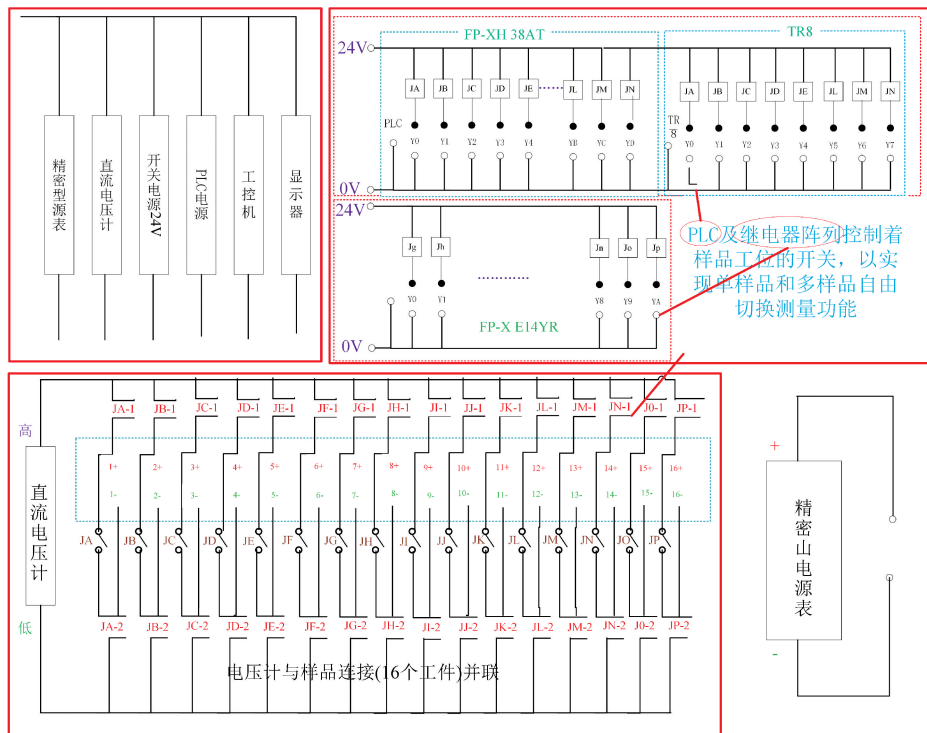 精密型源表
直流电压计
开关电源24V
PLC电源
工控机
显示器
FP-XH 38AT
TR8
24V
JA JB JC JD JE JL JM JN
JA JB JC JD JE JL JM JN
PLC
Y0 Y1 Y2 Y3 Y4 YB YC YD
TR
8
Y0 Y1 Y2 Y3 Y4 Y5 Y6 Y7
0V
24V
Jg Jh Jn Jo Jp
Y0 Y1 Y8 Y9 YA
FP-X E14YR
0V
PLC及继电器阵列控制着
样品工位的开关，以实
现单样品和多样品自由
切换测量功能
JA-1 JB-1 JC-1 JD-1 JE-1 JF-1 JG-1 JH-1 JI-1 JJ-1 JK-1 JL-1 JM-1 JN-1 J0-1 JP-1
高
1+ 2+ 3+ 4+ 5+ 6+ 7+ 8+ 9+ 10+ 11+ 12+ 13+ 14+ 15+ 16+
1- 2- 3- 4- 5- 6- 7- 8- 9- 10- 11- 12- 13- 14- 15- 16-
直流电压计
JA JB JC JD JE JF JG JH JI JJ JK JL JM JN JO JP
低
JA-2 JB-2 JC-2 JD-2 JE-2 JF-2 JG-2 JH-2 JI-2 JJ-2 JK-2 JL-2 JM-2 JN-2 J0-2 JP-2
电压计与样品连接(16个工件)并联
+
精密山电源表
-